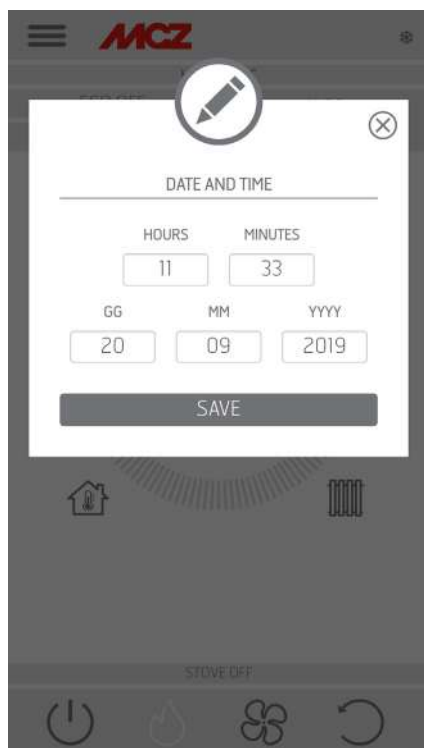 MCZ
DATE AND TIME
HOURS MINUTES
11 33
GG MM YYYY
20 09 2019
SAVE
STOVE OFF